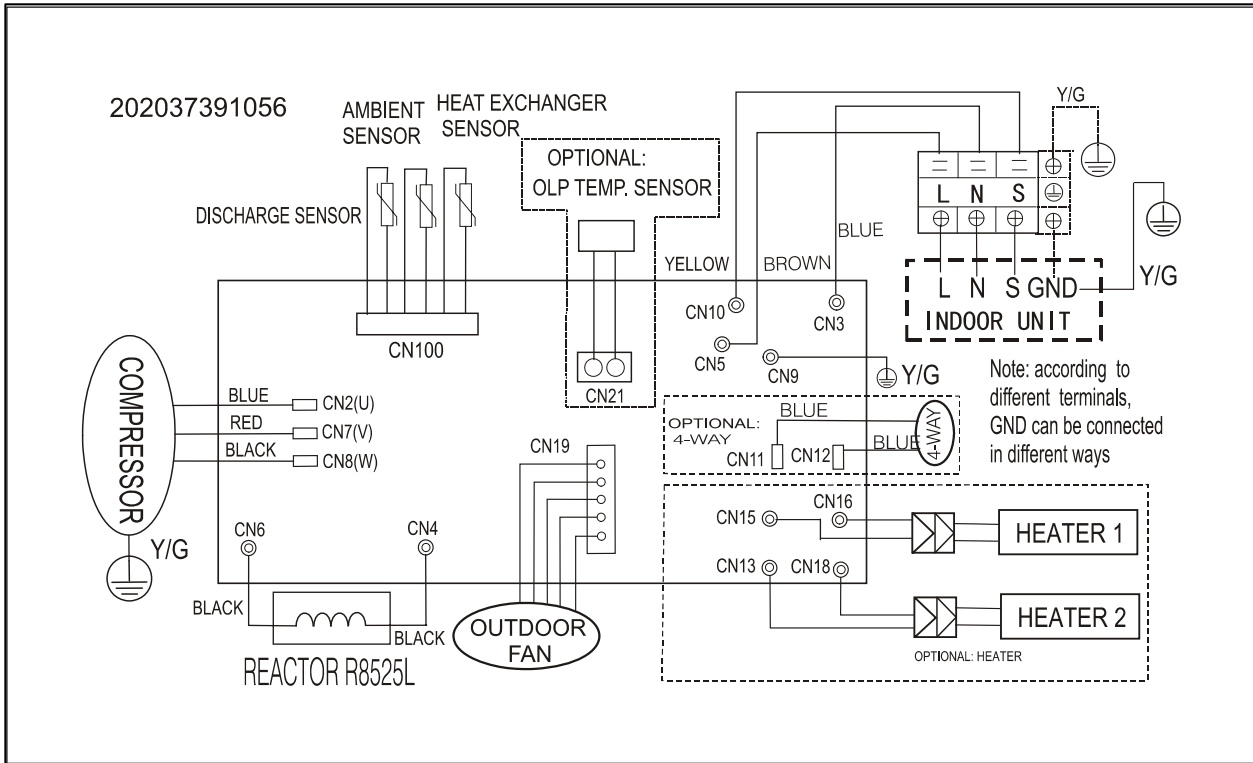 202037391056
AMBIENT
SENSOR
HEAT EXCHANGER
SENSOR
DISCHARGE SENSOR
OPTIONAL:
OLP TEMP. SENSOR
Y/G
L N S
BLUE
YELLOW
BROWN
L N S GND
INDOOR UNIT
Y/G
CN10
CN3
CN5
CN9
Y/G
CN100
CN21
Note: according to
different terminals,
GND can be connected
in different ways
COMPRESSOR
BLUE
CN2(U)
RED
CN7(V)
BLACK
CN8(W)
Y/G
OPTIONAL:
4-WAY
BLUE
BLUE
CN11
CN12
4-WAY
CN19
CN6
CN4
BLACK
BLACK
REACTOR R8525L
OUTDOOR
FAN
CN15
CN16
HEATER 1
CN13
CN18
HEATER 2
OPTIONAL: HEATER